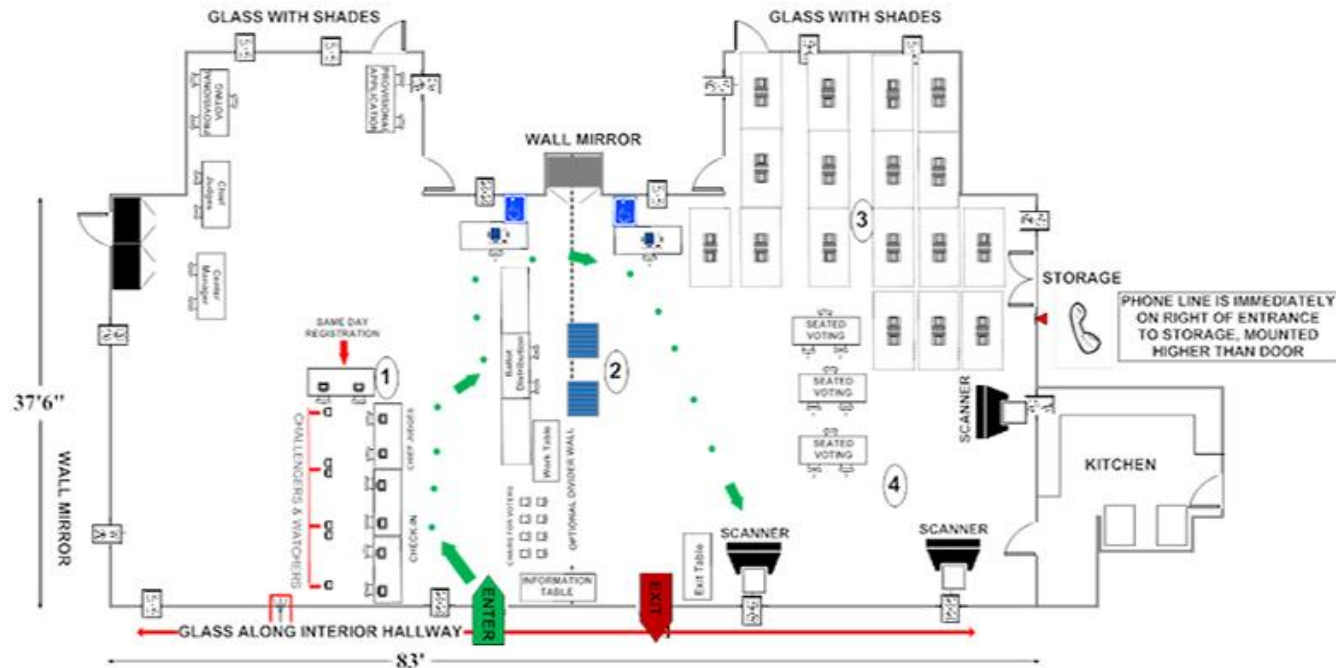 GLASS WITH SHADES
GLASS WITH SHADES
PROVISIONAL
VOTING
PROVISIONAL
APPLICATION
WALL MIRROR
Chief
Judges
3
Center
Manager
STORAGE
PHONE LINE IS IMMEDIATELY
ON RIGHT OF ENTRANCE
TO STORAGE, MOUNTED
HIGHER THAN DOOR
SAME DAY
REGISTRATION
1
Ballot
Distribution
2
SEATED
VOTING
SEATED
VOTING
SEATED
VOTING
37'6"
CHALLENGERS & WATCHERS
CHIEF JUDGES
CHECK-IN
Work Table
OPTIONAL DIVIDER WALL
CHAIRS FOR VOTERS
SCANNER
KITCHEN
4
WALL MIRROR
SCANNER
SCANNER
Exit Table
INFORMATION
TABLE
ENTER
EXIT
GLASS ALONG INTERIOR HALLWAY
83'